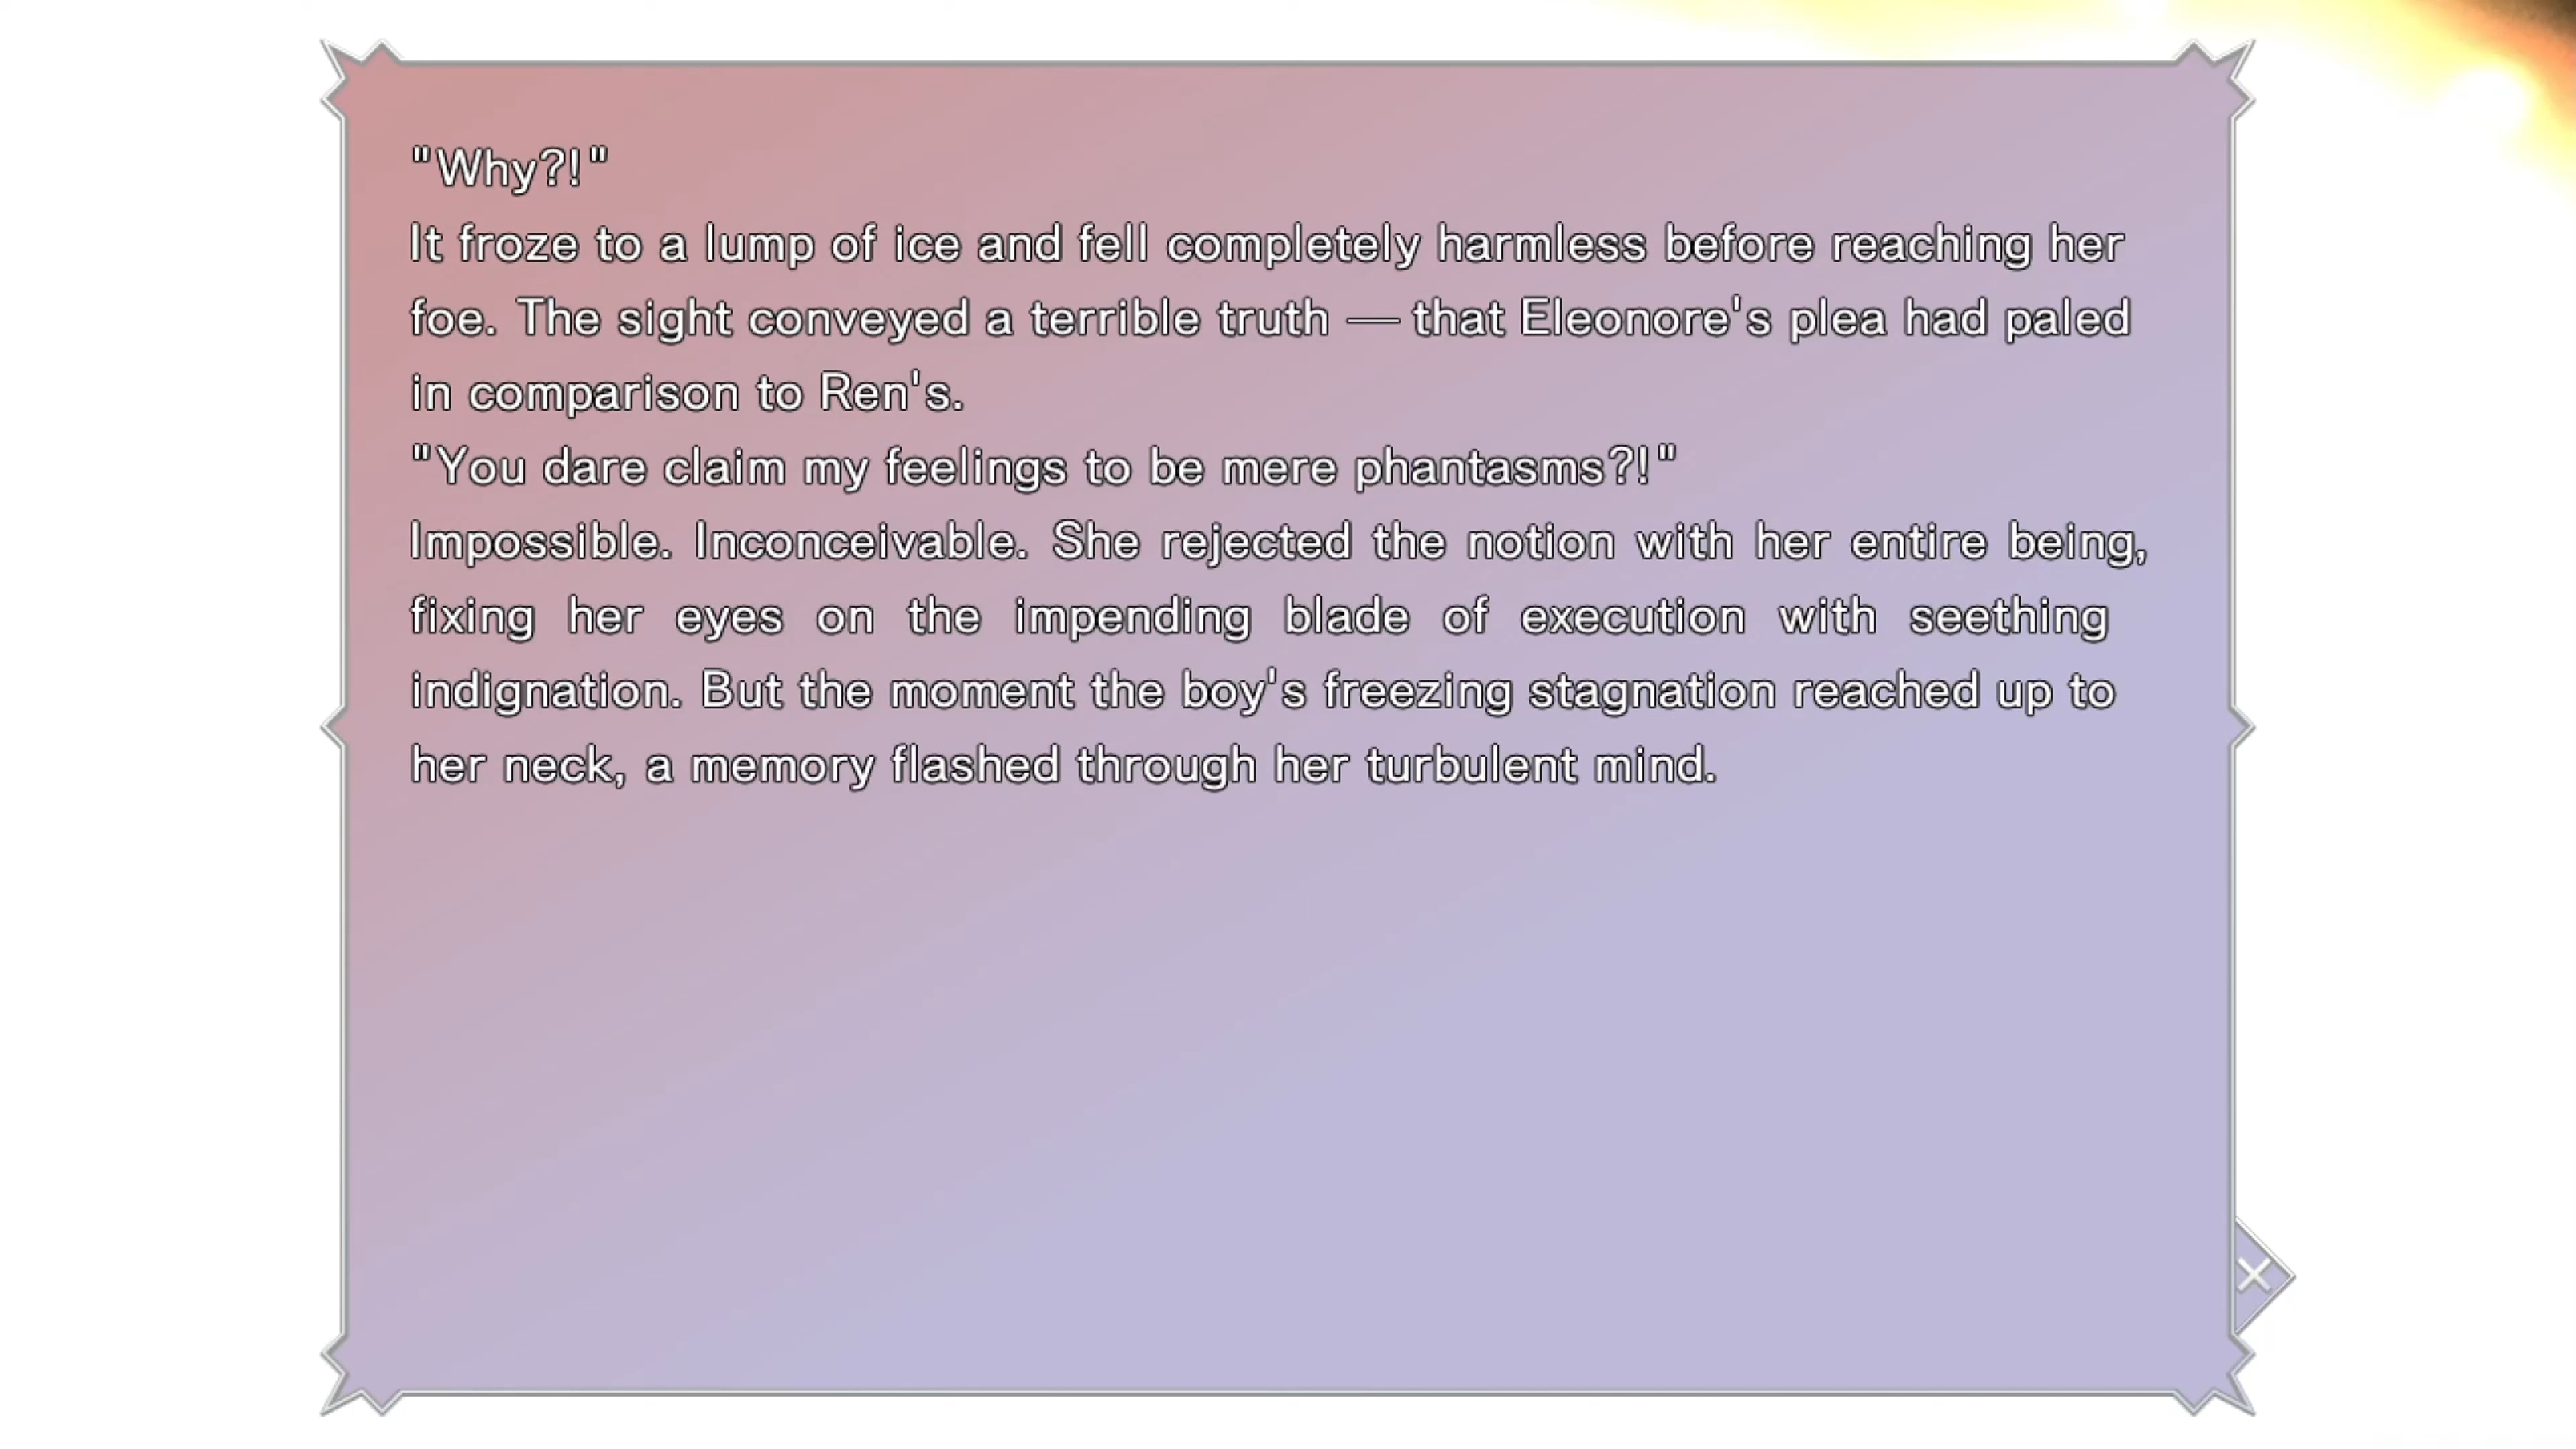 "Why?!"
It froze to a lump of ice and fell completely harmless before reaching her
foe. The sight conveyed a terrible truth — that Eleonore's plea had paled
in comparison to Ren's.
"You dare claim my feelings to be mere phantasms?!"
Impossible. Inconceivable. She rejected the notion with her entire being,
fixing her eyes on the impending blade of execution with seething
indignation. But the moment the boy's freezing stagnation reached up to
her neck, a memory flashed through her turbulent mind.